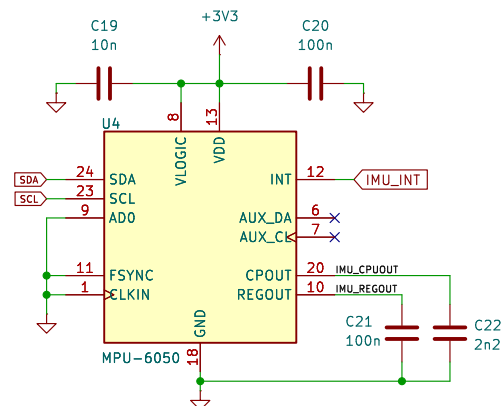 +3V3
C19
10n
C20
100n
U4
8
13
VLOGIC
VDD
24
SDA
SDA
23
SCL
SCL
9
AD0
11
FSYNC
1
CLKIN
INT
12
IMU_INT
AUX_DA
6
AUX_CL
7
CPOUT
20
IMU_CPUOUT
REGOUT
10
IMU_REGOUT
GND
18
MPU-6050
C21
100n
C22
2n2